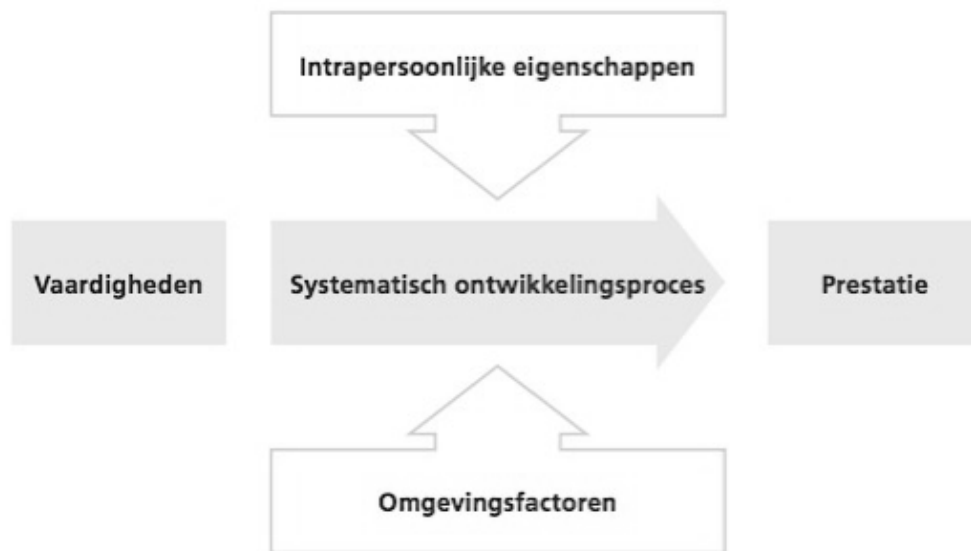 Intrapersoonlijke eigenschappen
Vaardigheden
Systematisch ontwikkelingsproces
Prestatie
Omgevingsfactoren